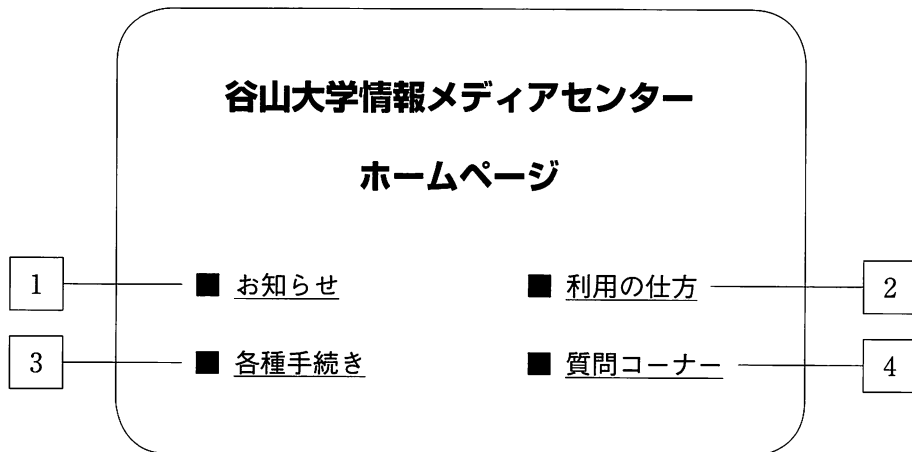 谷山大学情報メディアセンター
ホームページ
1 ■ お知らせ ■ 利用の仕方 2
3 ■ 各種手続き ■ 質問コーナー 4